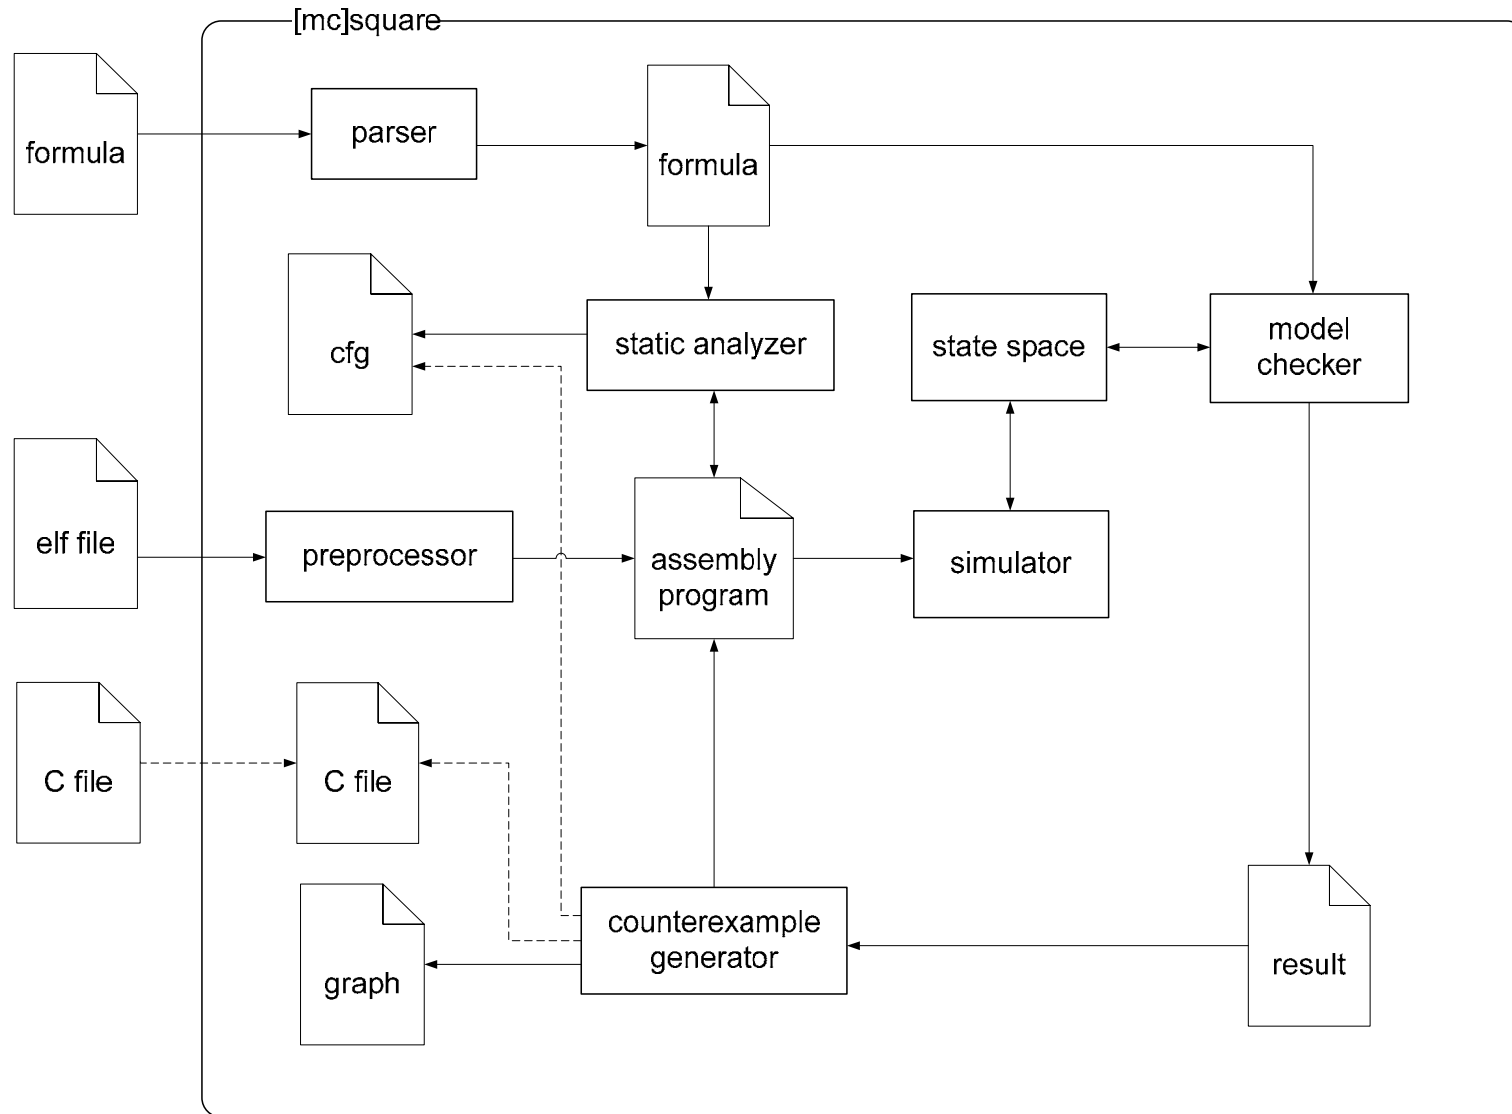 [mc]square
formula
parser
formula
cfg
static analyzer
state space
model
checker
elf file
preprocessor
assembly
program
simulator
C file
C file
graph
counterexample
generator
result